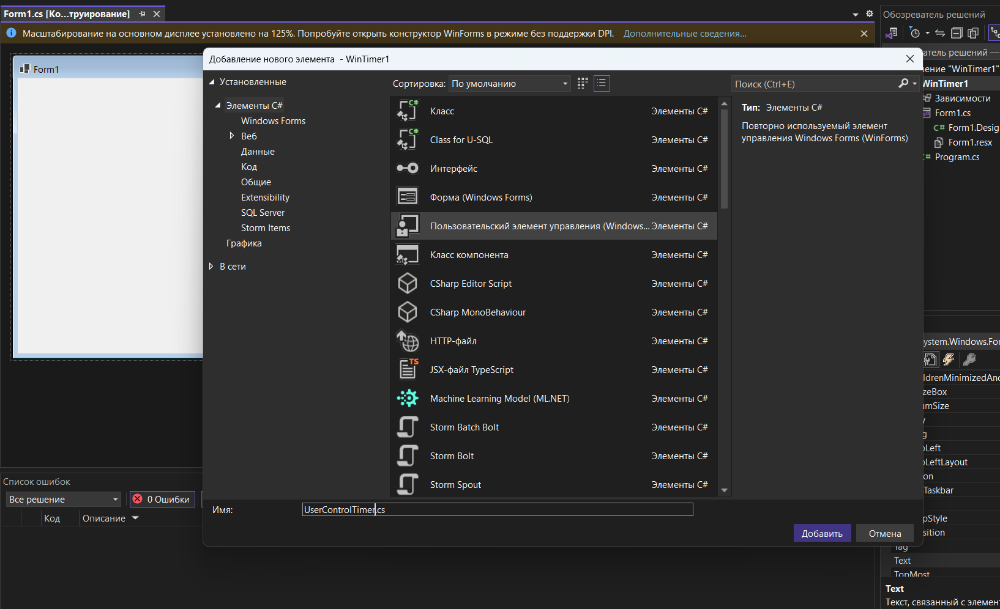 Form1.cs [Ко...труирование]
Масштабирование на основном дисплее установлено на 125%. Попробуйте открыть конструктор WinForms в режиме без поддержки DPI. Дополнительные сведения...
Form1
Добавление нового элемента - WinTimer1
Установленные
Элементы C#
Windows Forms
Веб
Данные
Код
Общие
Extensibility
SQL Server
Storm Items
Графика
В сети
Сортировка: По умолчанию
Класс Элементы C#
Class for U-SQL Элементы C#
Интерфейс Элементы C#
Форма (Windows Forms) Элементы C#
Пользовательский элемент управления (Windows... Элементы C#
Класс компонента Элементы C#
CSharp Editor Script Элементы C#
CSharp MonoBehaviour Элементы C#
HTTP-файл Элементы C#
JSX-файл TypeScript Элементы C#
Machine Learning Model (ML.NET) Элементы C#
Storm Batch Bolt Элементы C#
Storm Bolt Элементы C#
Storm Spout Элементы C#
Поиск (Ctrl+E)
Тип: Элементы C#
Повторно используемый элемент
управления Windows Forms (WinForms)
Имя: UserControlTimer.cs
Добавить Отмена
Обозреватель решений
атель решений —
ение "WinTimer1"
WinTimer1
Зависимости
Form1.cs
C# Form1.Desig
Form1.resx
Program.cs
ystem.Windows.For
ldrenMinimizedAnc
zeBox
umSize
y
g
oLeft
oLeftLayout
on
Taskbar
pStyle
sition
Tag
Text
TopMost
Text
Текст, связанный с элемент
Список ошибок
Все решение
0 Ошибки
Код Описание